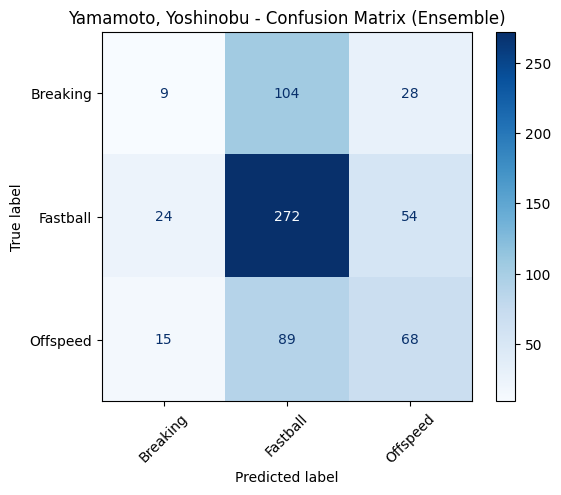 Yamamoto, Yoshinobu - Confusion Matrix (Ensemble)
True label
Breaking
9
104
28
Fastball
24
272
54
Offspeed
15
89
68
Breaking
Fastball
Offspeed
Predicted label
250
200
150
100
50